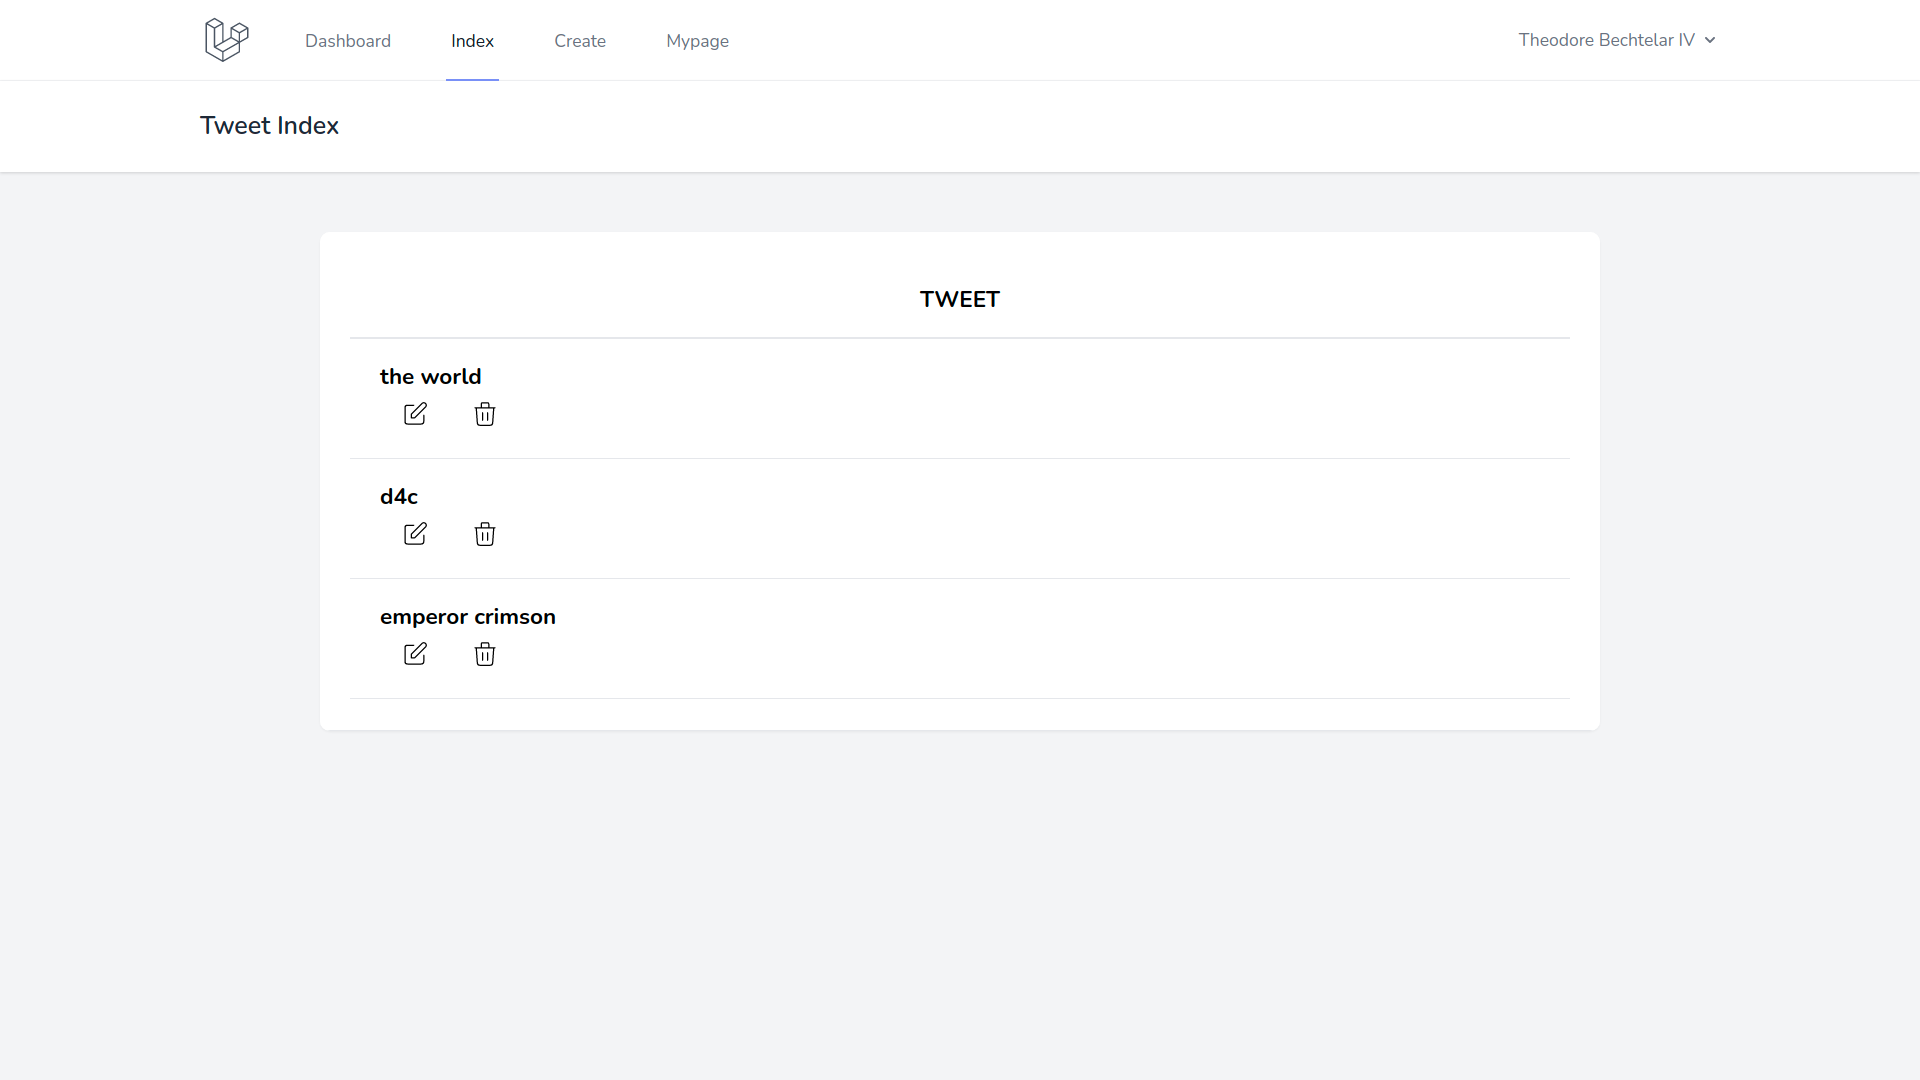 Dashboard
Index
Create
Mypage
Theodore Bechtelar IV
Tweet Index
TWEET
the world
d4c
emperor crimson